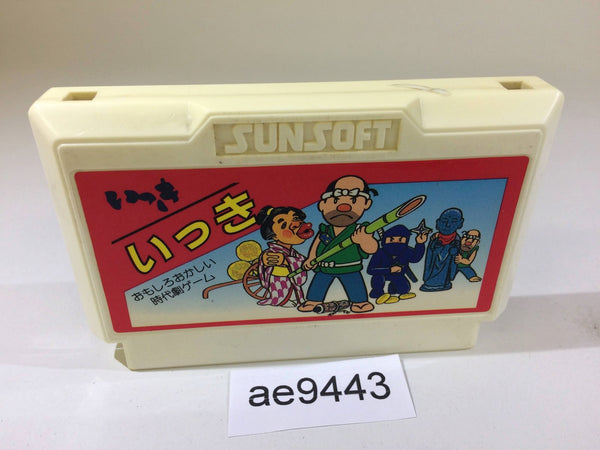 SUNSOFT
いっき
いっき
おもしろおかしい
時代劇ゲーム
ae9443